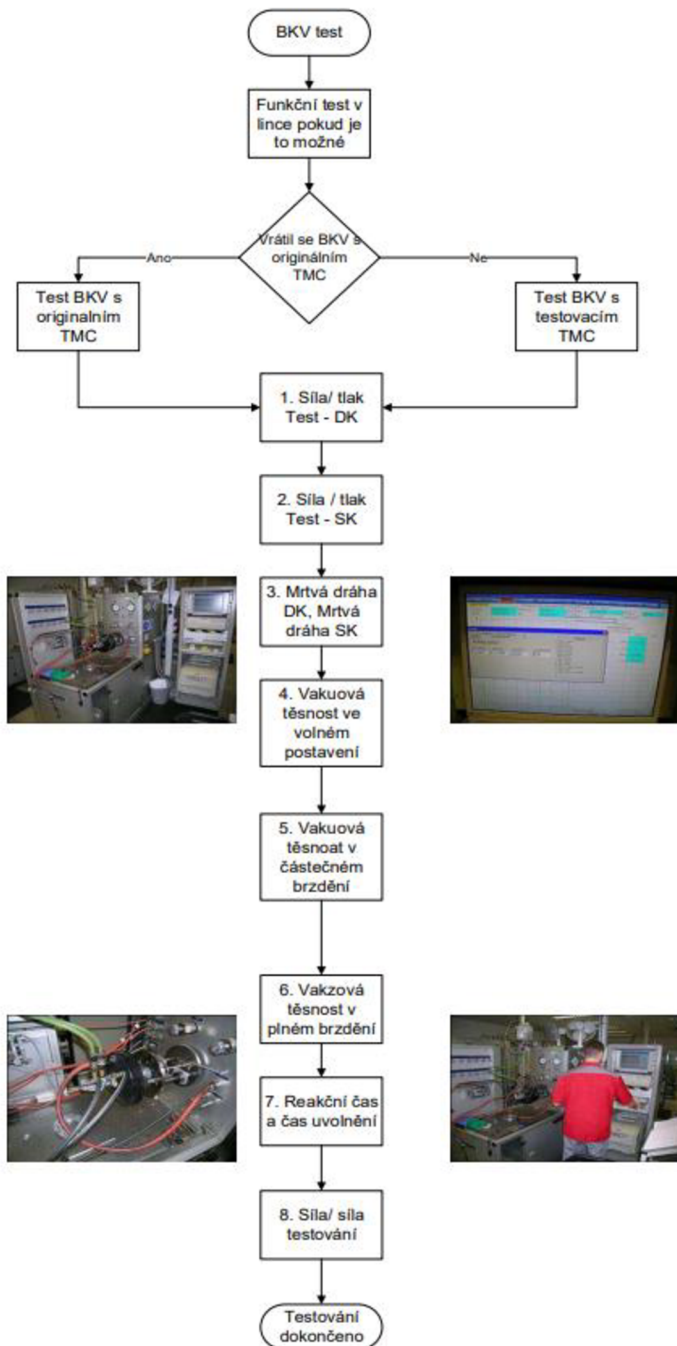 BKV test
Funkční test v
lince pokud je
to možné
Vrátil se BKV s
originálním
TMC
Ano
Ne
Test BKV s
originalním
TMC
Test BKV s
testovacím
TMC
1. Síla/ tlak
Test - DK
2. Síla / tlak
Test - SK
3. Mrtvá dráha
DK, Mrtvá
dráha SK
4. Vakuová
těsnost ve
volném
postavení
5. Vakuová
těsnoat v
částečném
brzdění
6. Vakzová
těsnost v
plném brzdění
7. Reakční čas
a čas uvolnění
8. Síla/ síla
testování
Testování
dokončeno